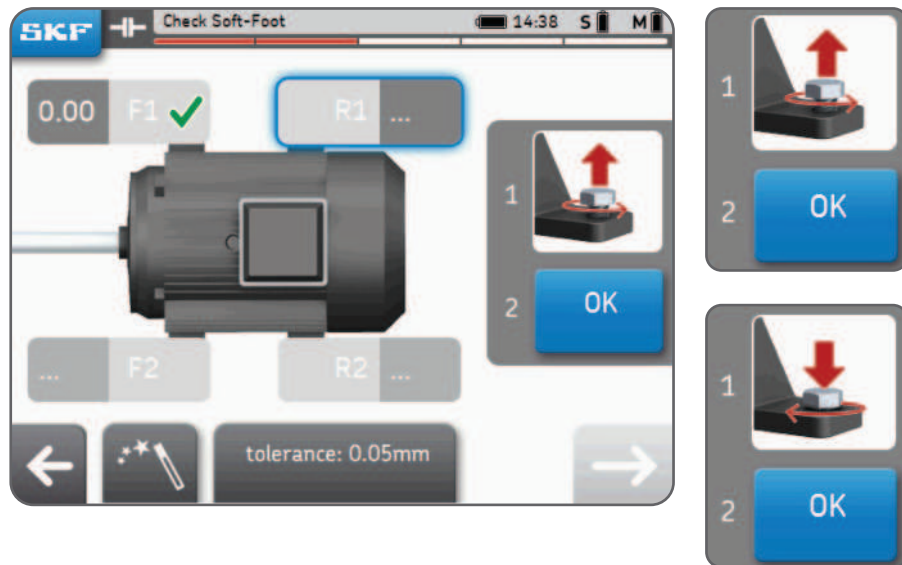 SKF Check Soft-Foot 14:38 S M
0.00 F1 R1 ...
1
2 OK
... F2 R2 ...
tolerance: 0.05mm
1
2 OK
1
2 OK